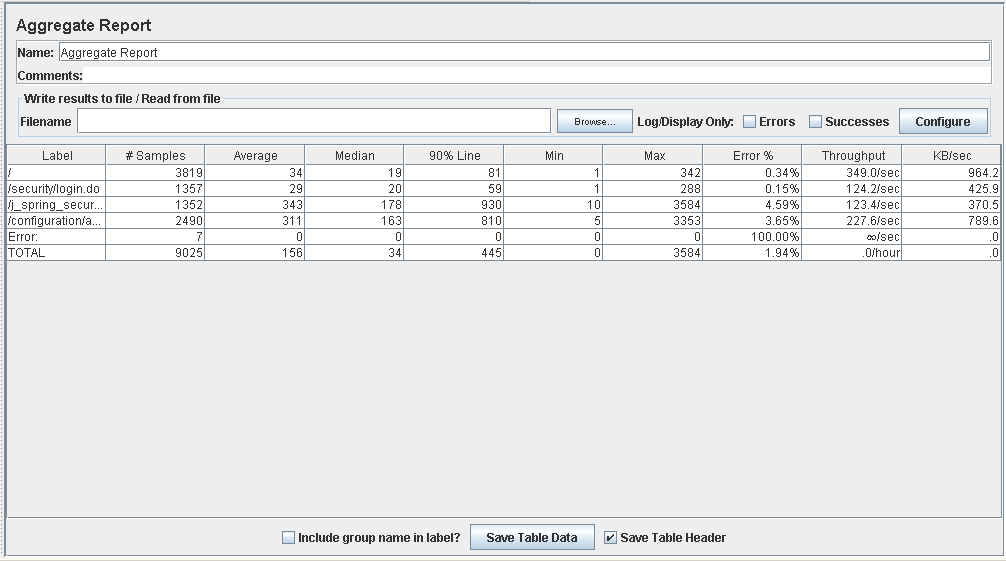 Aggregate Report
Name: Aggregate Report
Comments:
Write results to file / Read from file
Filename Browse... Log/Display Only: Errors Successes Configure
Label # Samples Average Median 90% Line Min Max Error % Throughput KB/sec
/ 3819 34 19 81 1 342 0.34% 349.0/sec 964.2
/security/login.do 1357 29 20 59 1 288 0.15% 124.2/sec 425.9
/j_spring_secur... 1352 343 178 930 10 3584 4.59% 123.4/sec 370.5
/configuration/a... 2490 311 163 810 5 3353 3.65% 227.6/sec 789.6
Error: 7 0 0 0 0 0 100.00% ∞/sec .0
TOTAL 9025 156 34 445 0 3584 1.94% .0/hour .0
Include group name in label? Save Table Data Save Table Header